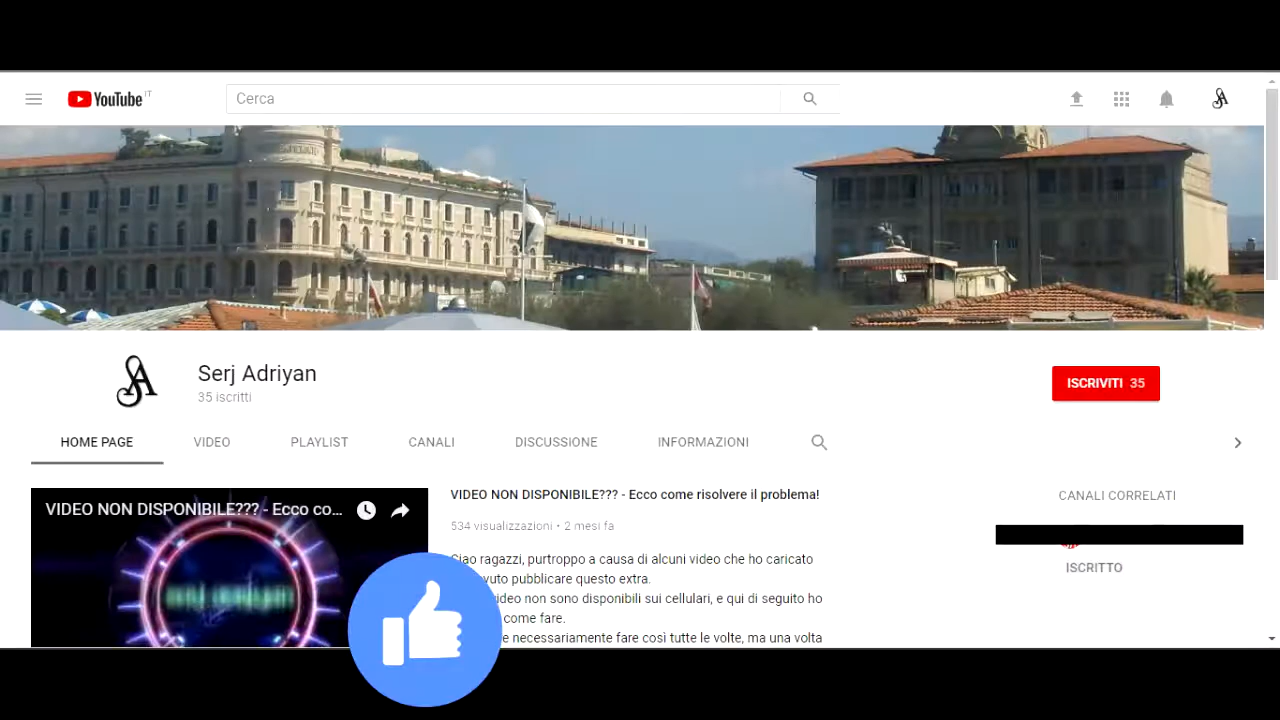 YouTube IT
Cerca
Serj Adriyan
35 iscritti
ISCRIVITI 35
HOME PAGE
VIDEO
PLAYLIST
CANALI
DISCUSSIONE
INFORMAZIONI
VIDEO NON DISPONIBILE??? - Ecco co...
VIDEO NON DISPONIBILE??? - Ecco come risolvere il problema!
534 visualizzazioni • 2 mesi fa
Ciao ragazzi, purtroppo a causa di alcuni video che ho caricato
vuto pubblicare questo extra.
ideo non sono disponibili sui cellulari, e qui di seguito ho
come fare.
e necessariamente fare così tutte le volte, ma una volta
CANALI CORRELATI
ISCRITTO